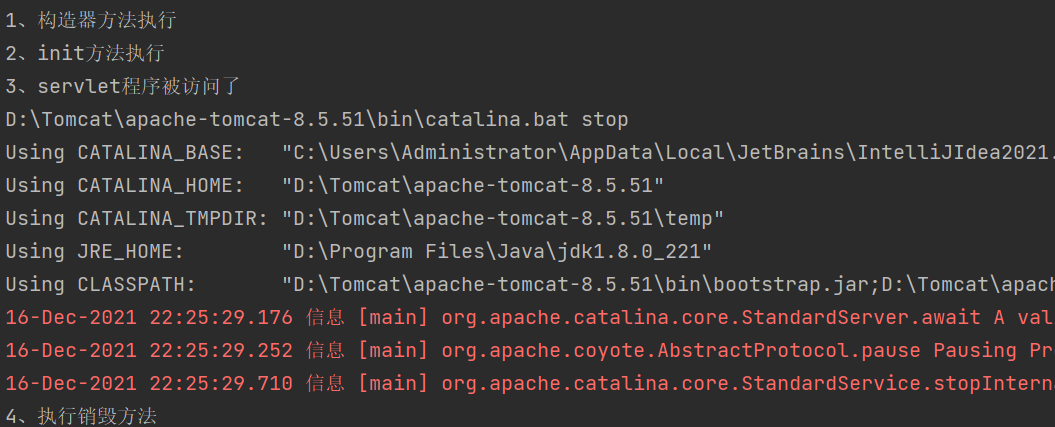 1、构造器方法执行
2、init方法执行
3、servlet程序被访问了
D:\Tomcat\apache-tomcat-8.5.51\bin\catalina.bat stop
Using CATALINA_BASE:   "C:\Users\Administrator\AppData\Local\JetBrains\IntelliJIdea2021.
Using CATALINA_HOME:   "D:\Tomcat\apache-tomcat-8.5.51"
Using CATALINA_TMPDIR: "D:\Tomcat\apache-tomcat-8.5.51\temp"
Using JRE_HOME:        "D:\Program Files\Java\jdk1.8.0_221"
Using CLASSPATH:       "D:\Tomcat\apache-tomcat-8.5.51\bin\bootstrap.jar;D:\Tomcat\apach
16-Dec-2021 22:25:29.176 信息 [main] org.apache.catalina.core.StandardServer.await A val
16-Dec-2021 22:25:29.252 信息 [main] org.apache.coyote.AbstractProtocol.pause Pausing Pr
16-Dec-2021 22:25:29.710 信息 [main] org.apache.catalina.core.StandardService.stopInterna
4、执行销毁方法